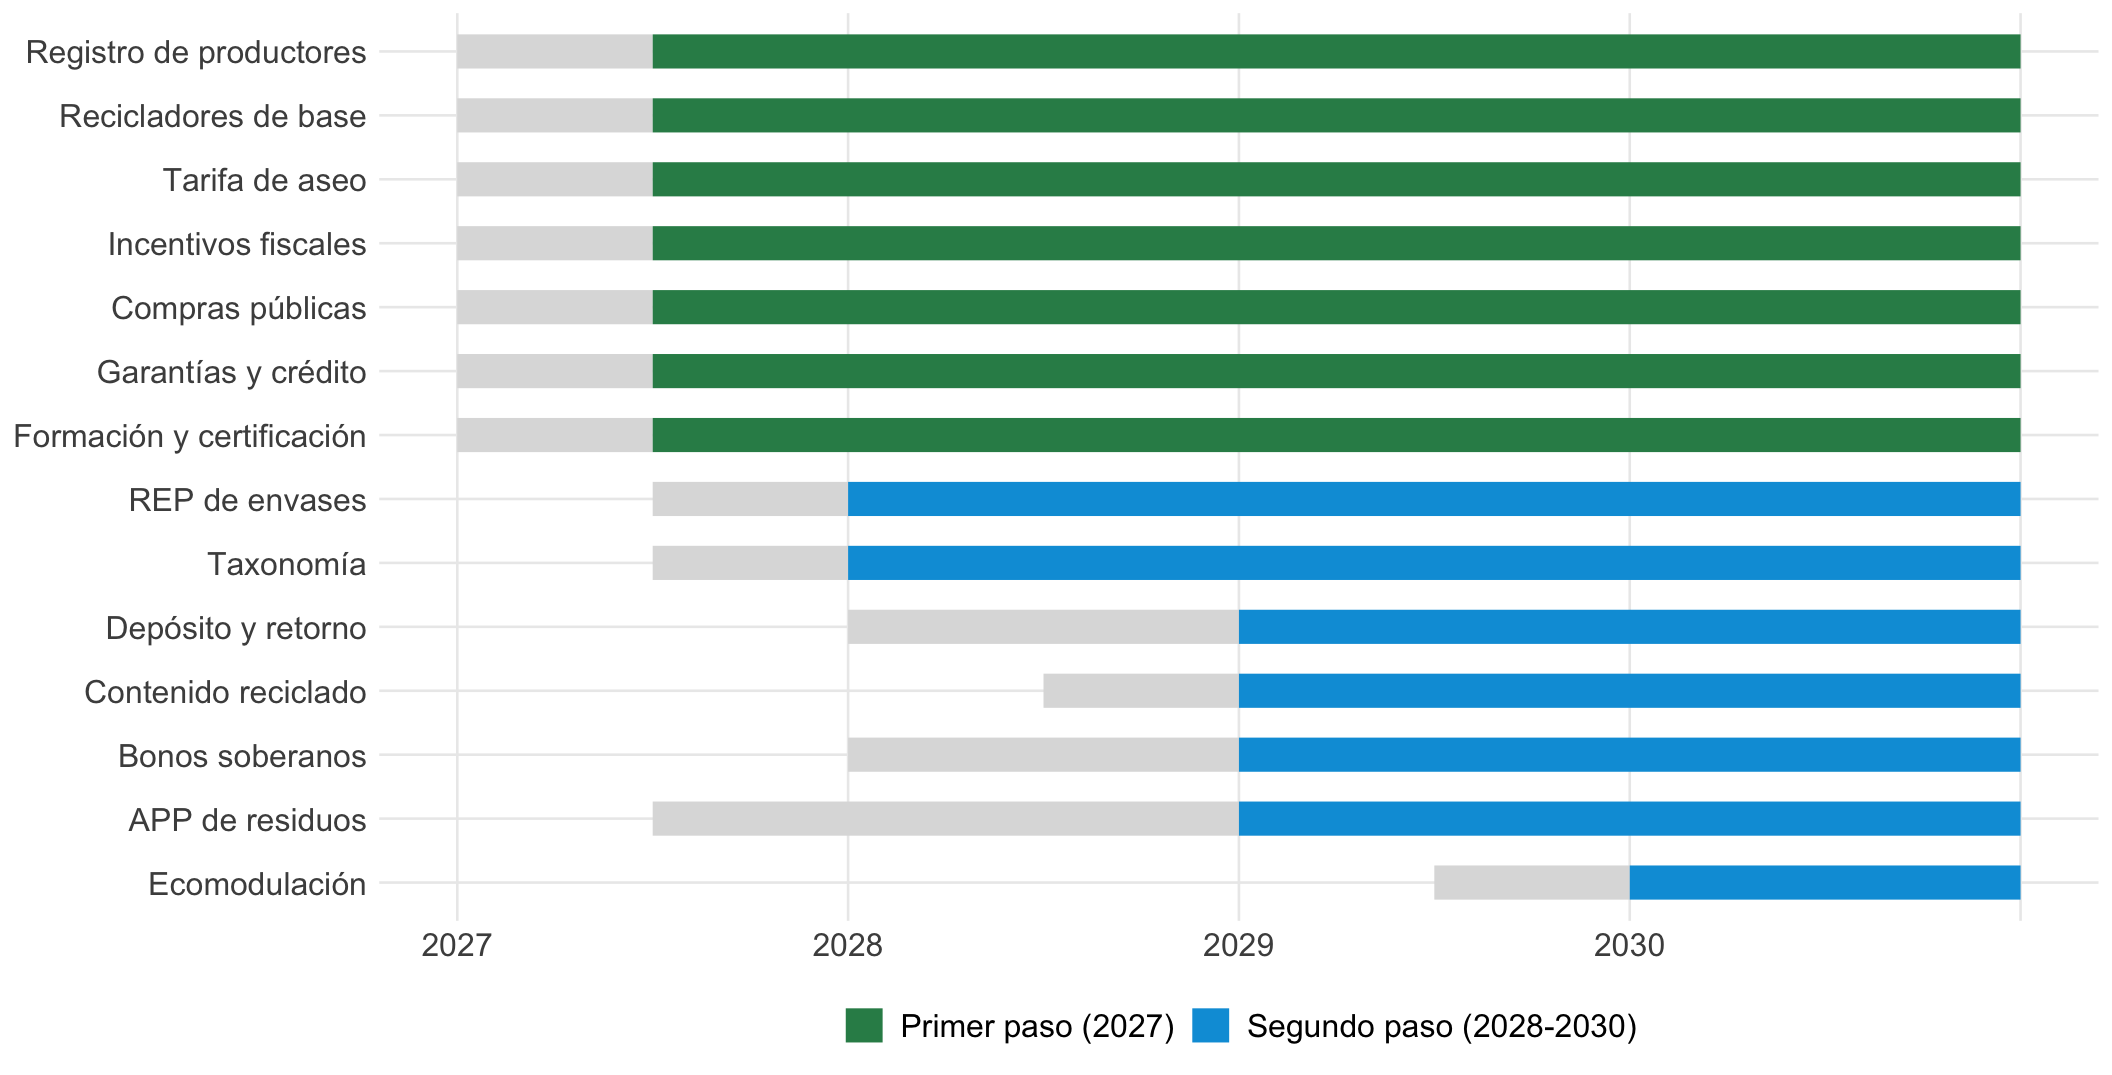 Registro de productores
Recicladores de base
Tarifa de aseo
Incentivos fiscales
Compras públicas
Garantías y crédito
Formación y certificación
REP de envases
Taxonomía
Depósito y retorno
Contenido reciclado
Bonos soberanos
APP de residuos
Ecomodulación
2027 2028 2029 2030
Primer paso (2027) Segundo paso (2028-2030)